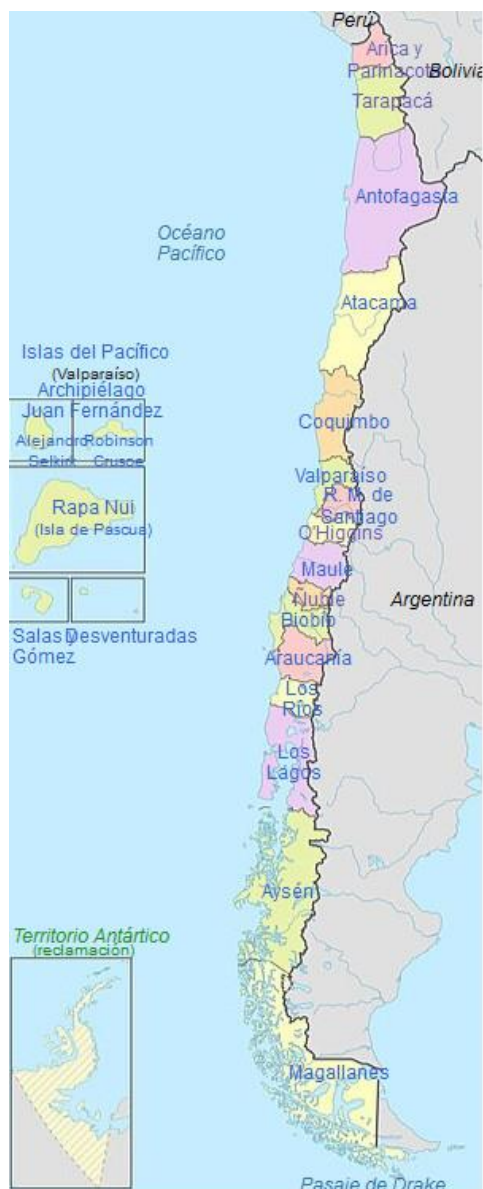 Perú
Arica y
Parinacota
Bolivia
Tarapacá
Antofagasta
Océano
Pacífico
Atacama
Islas del Pacífico
(Valparaíso)
Archipiélago
Juan Fernández
Alejandro
Selkirk
Robinson
Crusoe
Coquimbo
Valparaíso
R. M. de
Santiago
O'Higgins
Rapa Nui
(Isla de Pascua)
Maule
Ñuble
Biobío
Argentina
Salas y
Gómez
Desventuradas
Araucanía
Los
Ríos
Los
Lagos
Aysén
Territorio Antártico
(reclamación)
Magallanes
Pasaje de Drake